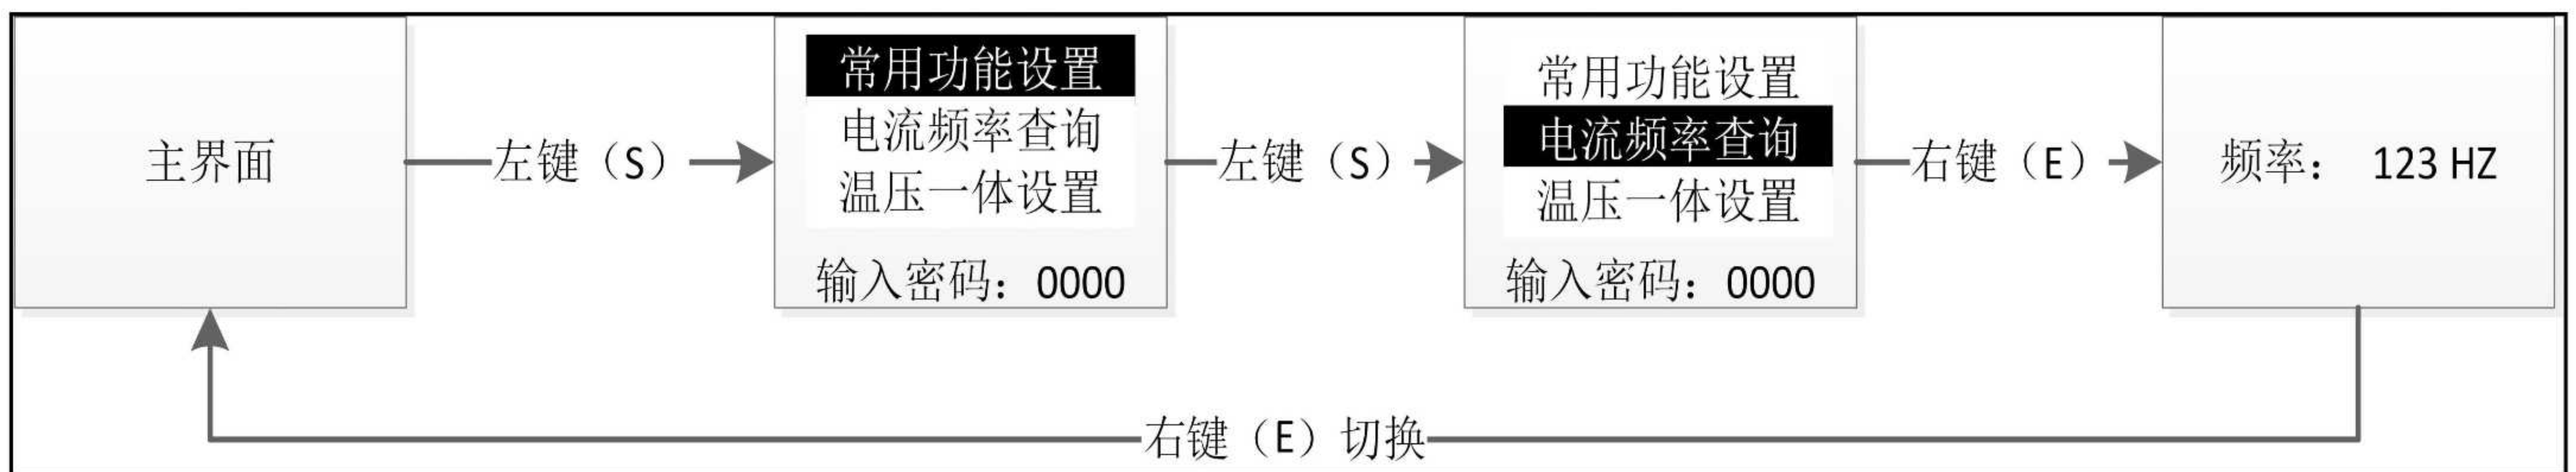 主界面
左键（S）
常用功能设置
电流频率查询
温压一体设置
输入密码：0000
左键（S）
常用功能设置
电流频率查询
温压一体设置
输入密码：0000
右键（E）
频率： 123 HZ
右键（E）切换